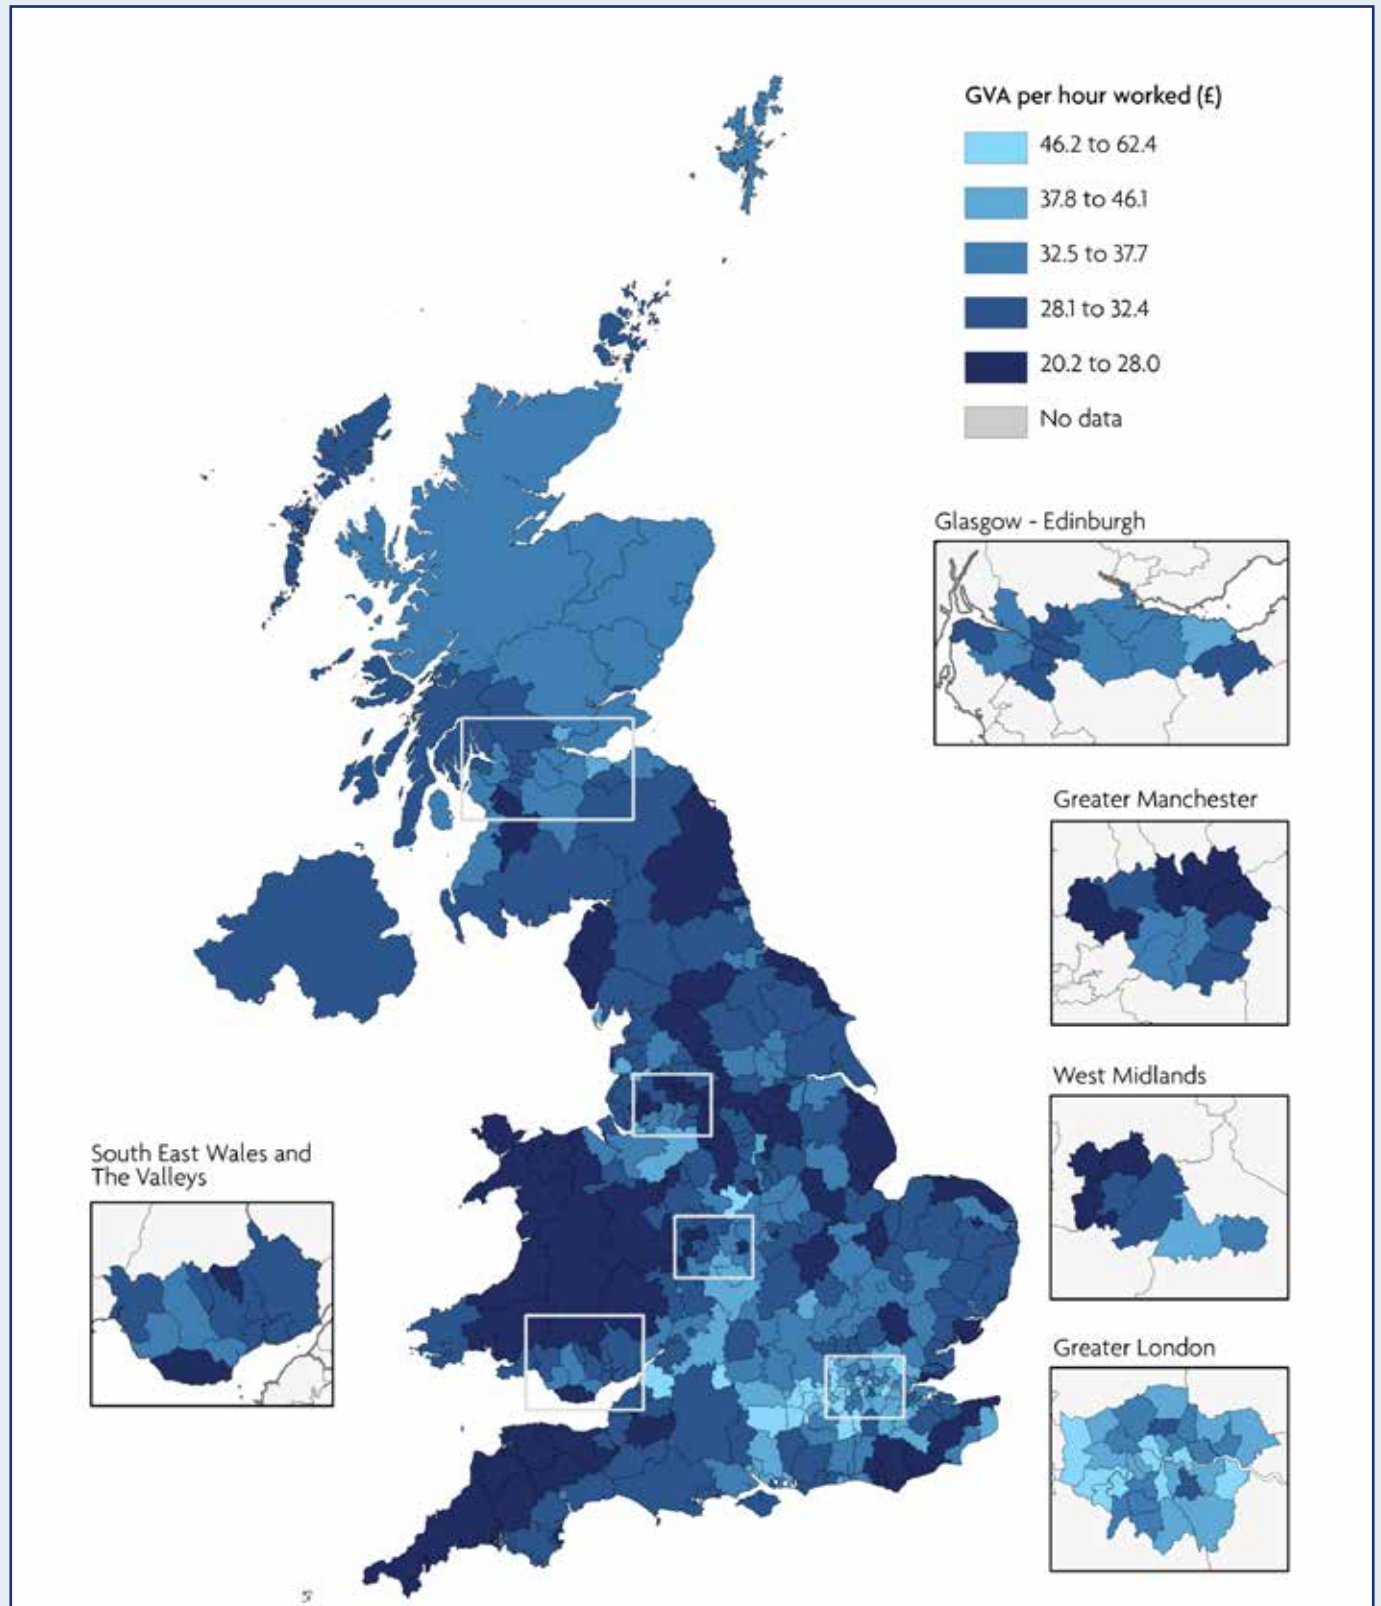 GVA per hour worked (£)
46.2 to 62.4
37.8 to 46.1
32.5 to 37.7
28.1 to 32.4
20.2 to 28.0
No data
Glasgow - Edinburgh
Greater Manchester
West Midlands
South East Wales and
The Valleys
Greater London